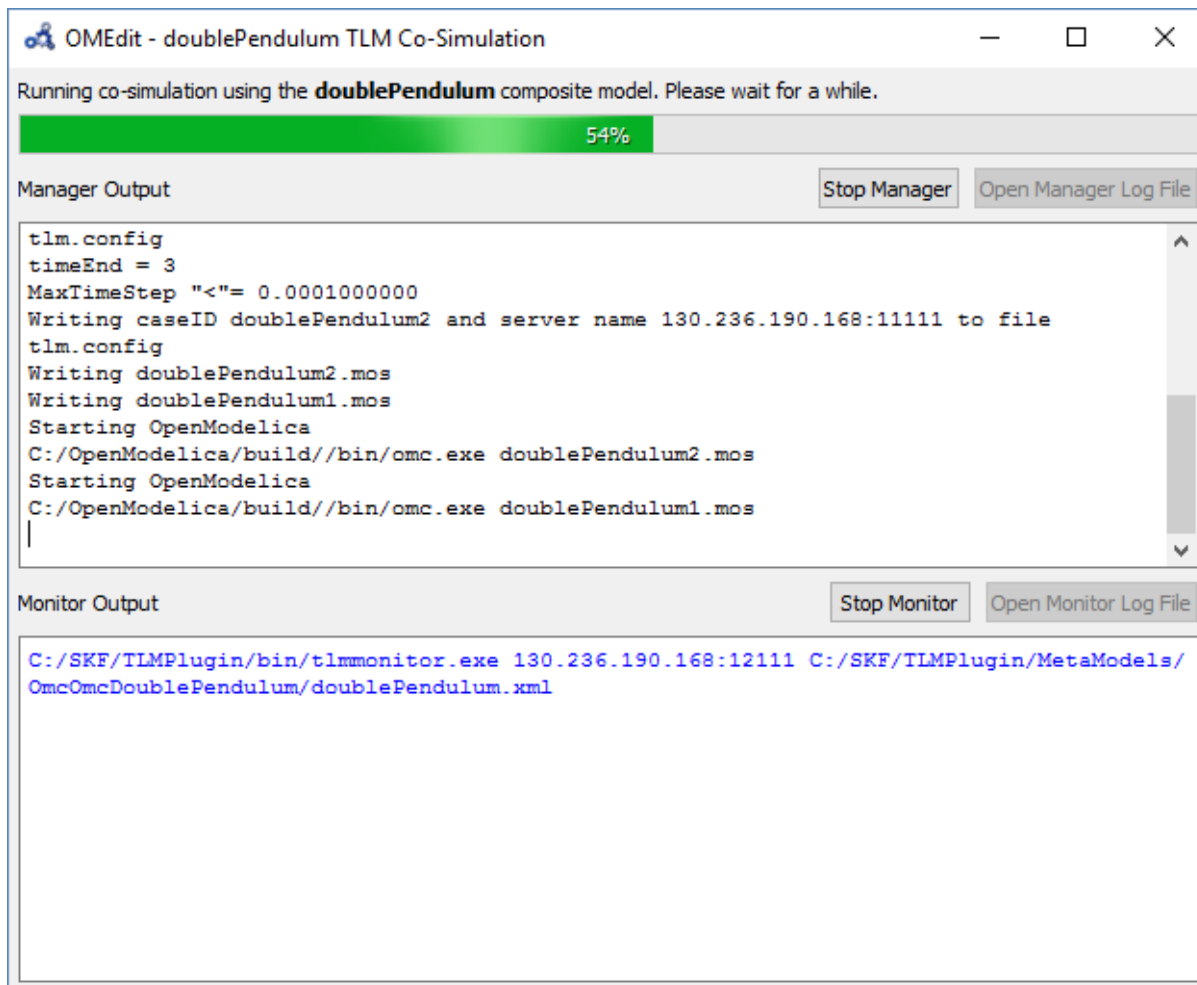 OMEdit - doublePendulum TLM Co-Simulation
Running co-simulation using the doublePendulum composite model. Please wait for a while.
54%
Manager Output
Stop Manager
Open Manager Log File
tlm.config
timeEnd = 3
MaxTimeStep "<"= 0.0001000000
Writing caseID doublePendulum2 and server name 130.236.190.168:11111 to file
tlm.config
Writing doublePendulum2.mos
Writing doublePendulum1.mos
Starting OpenModelica
C:/OpenModelica/build//bin/omc.exe doublePendulum2.mos
Starting OpenModelica
C:/OpenModelica/build//bin/omc.exe doublePendulum1.mos
Monitor Output
Stop Monitor
Open Monitor Log File
C:/SKF/TLMPlugin/bin/tlmmonitor.exe 130.236.190.168:12111 C:/SKF/TLMPlugin/MetaModels/
OmcOmcDoublePendulum/doublePendulum.xml